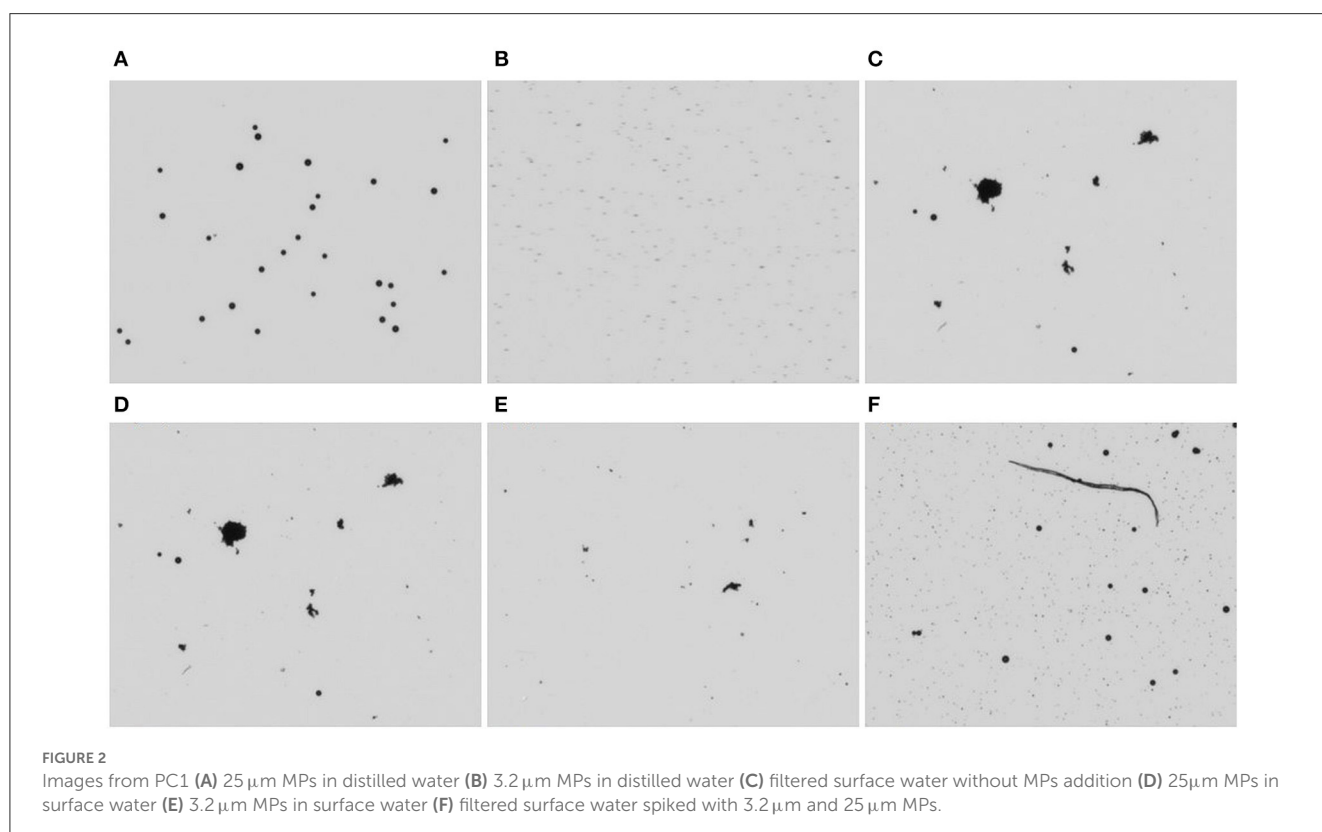 A
B
C
D
E
F
FIGURE 2
Images from PC1 (A) 25 μm MPs in distilled water (B) 3.2 μm MPs in distilled water (C) filtered surface water without MPs addition (D) 25μm MPs in
surface water (E) 3.2 μm MPs in surface water (F) filtered surface water spiked with 3.2 μm and 25 μm MPs.